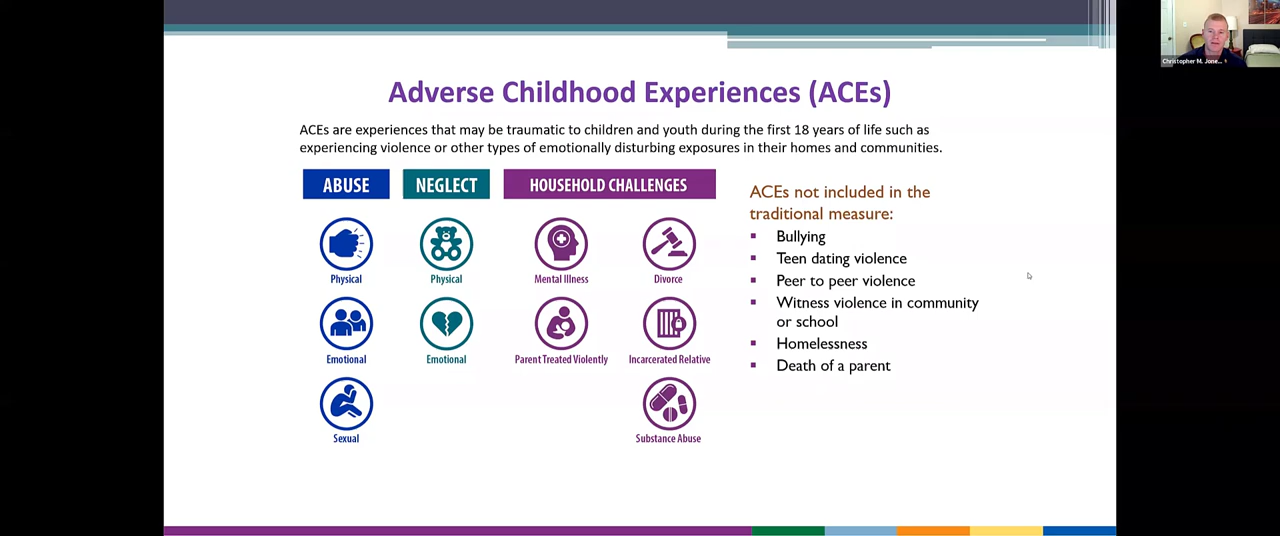 Adverse Childhood Experiences (ACEs)
ACEs are experiences that may be traumatic to children and youth during the first 18 years of life such as
experiencing violence or other types of emotionally disturbing exposures in their homes and communities.
ABUSE
NEGLECT
HOUSEHOLD CHALLENGES
Physical
Physical
Mental Illness
Divorce
Emotional
Emotional
Parent Treated Violently
Incarcerated Relative
Sexual
Substance Abuse
ACEs not included in the
traditional measure:
Bullying
Teen dating violence
Peer to peer violence
Witness violence in community
or school
Homelessness
Death of a parent
Christopher M. Jone...